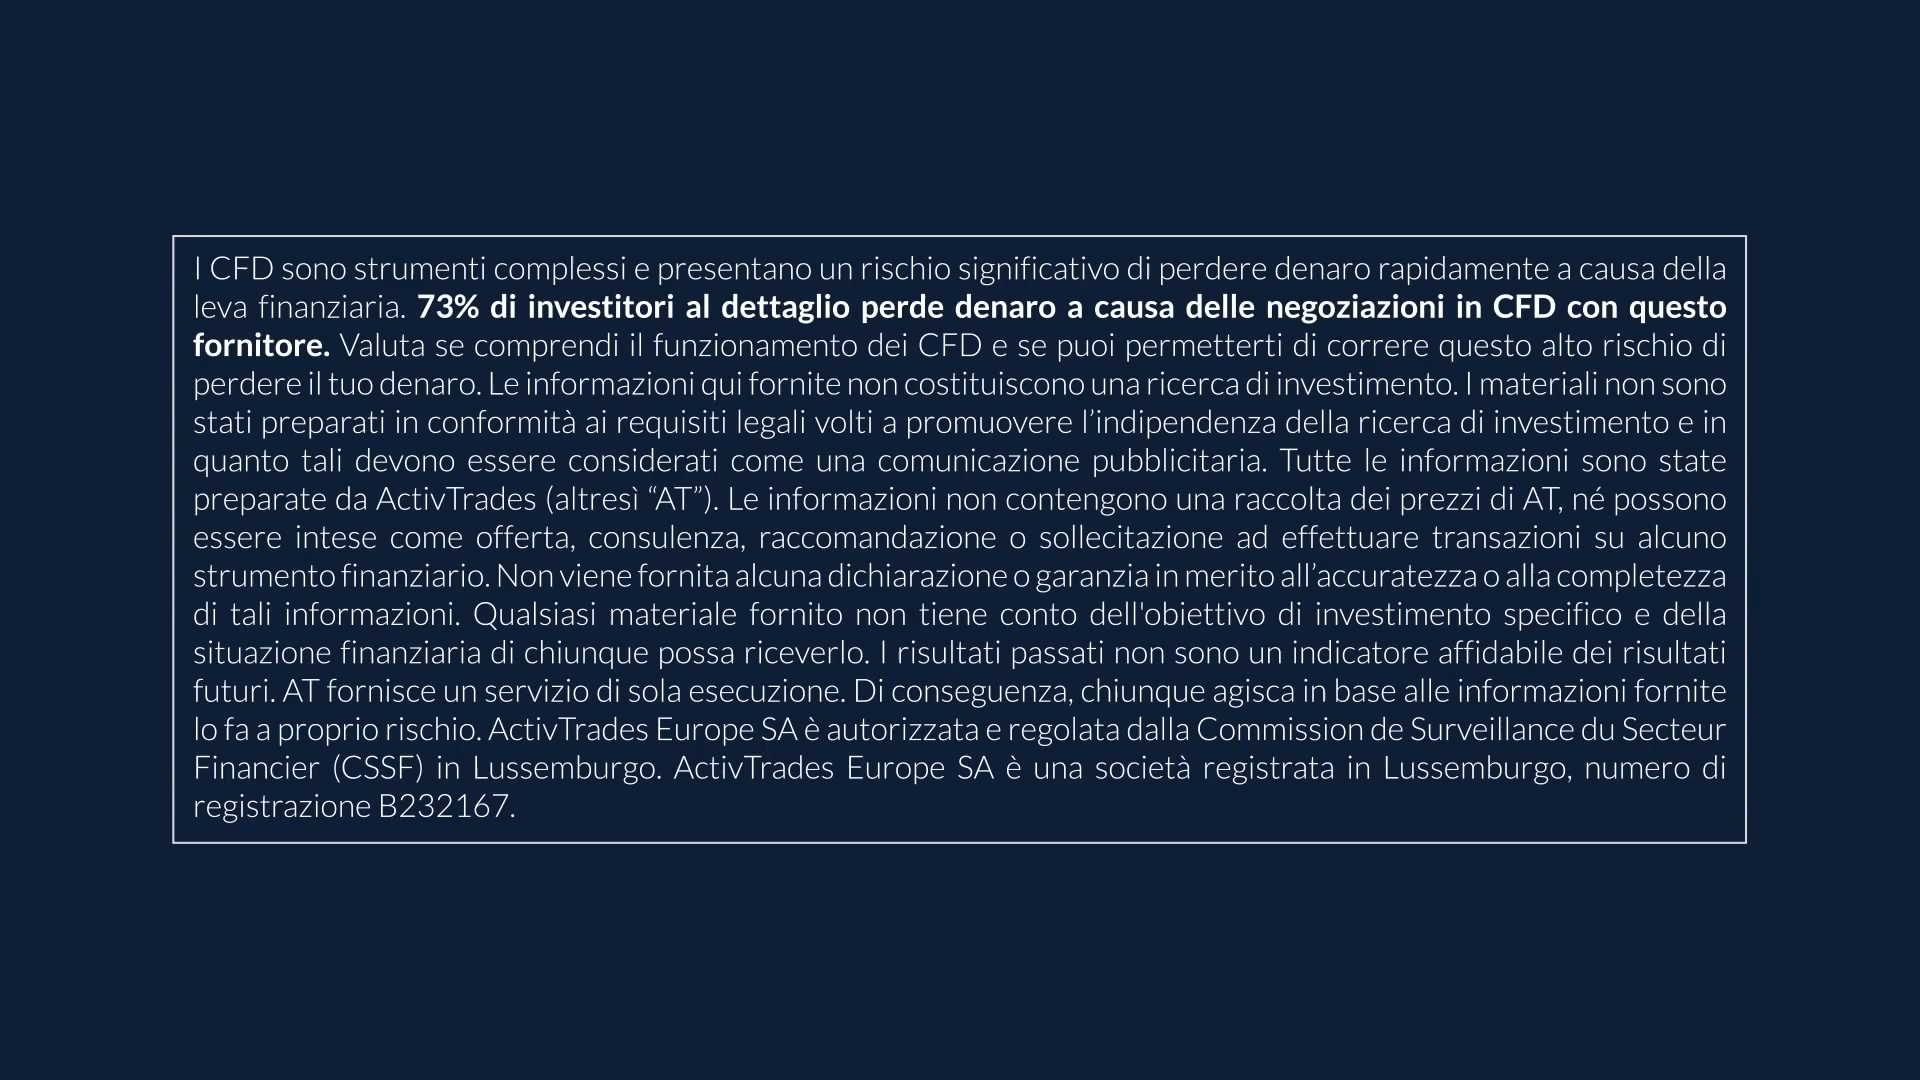 I CFD sono strumenti complessi e presentano un rischio significativo di perdere denaro rapidamente a causa della
leva finanziaria. 73% di investitori al dettaglio perde denaro a causa delle negoziazioni in CFD con questo
fornitore. Valuta se comprendi il funzionamento dei CFD e se puoi permetterti di correre questo alto rischio di
perdere il tuo denaro. Le informazioni qui fornite non costituiscono una ricerca di investimento. I materiali non sono
stati preparati in conformità ai requisiti legali volti a promuovere l’indipendenza della ricerca di investimento e in
quanto tali devono essere considerati come una comunicazione pubblicitaria. Tutte le informazioni sono state
preparate da ActivTrades (altresì “AT”). Le informazioni non contengono una raccolta dei prezzi di AT, né possono
essere intese come offerta, consulenza, raccomandazione o sollecitazione ad effettuare transazioni su alcuno
strumento finanziario. Non viene fornita alcuna dichiarazione o garanzia in merito all’accuratezza o alla completezza
di tali informazioni. Qualsiasi materiale fornito non tiene conto dell'obiettivo di investimento specifico e della
situazione finanziaria di chiunque possa riceverlo. I risultati passati non sono un indicatore affidabile dei risultati
futuri. AT fornisce un servizio di sola esecuzione. Di conseguenza, chiunque agisca in base alle informazioni fornite
lo fa a proprio rischio. ActivTrades Europe SA è autorizzata e regolata dalla Commission de Surveillance du Secteur
Financier (CSSF) in Lussemburgo. ActivTrades Europe SA è una società registrata in Lussemburgo, numero di
registrazione B232167.